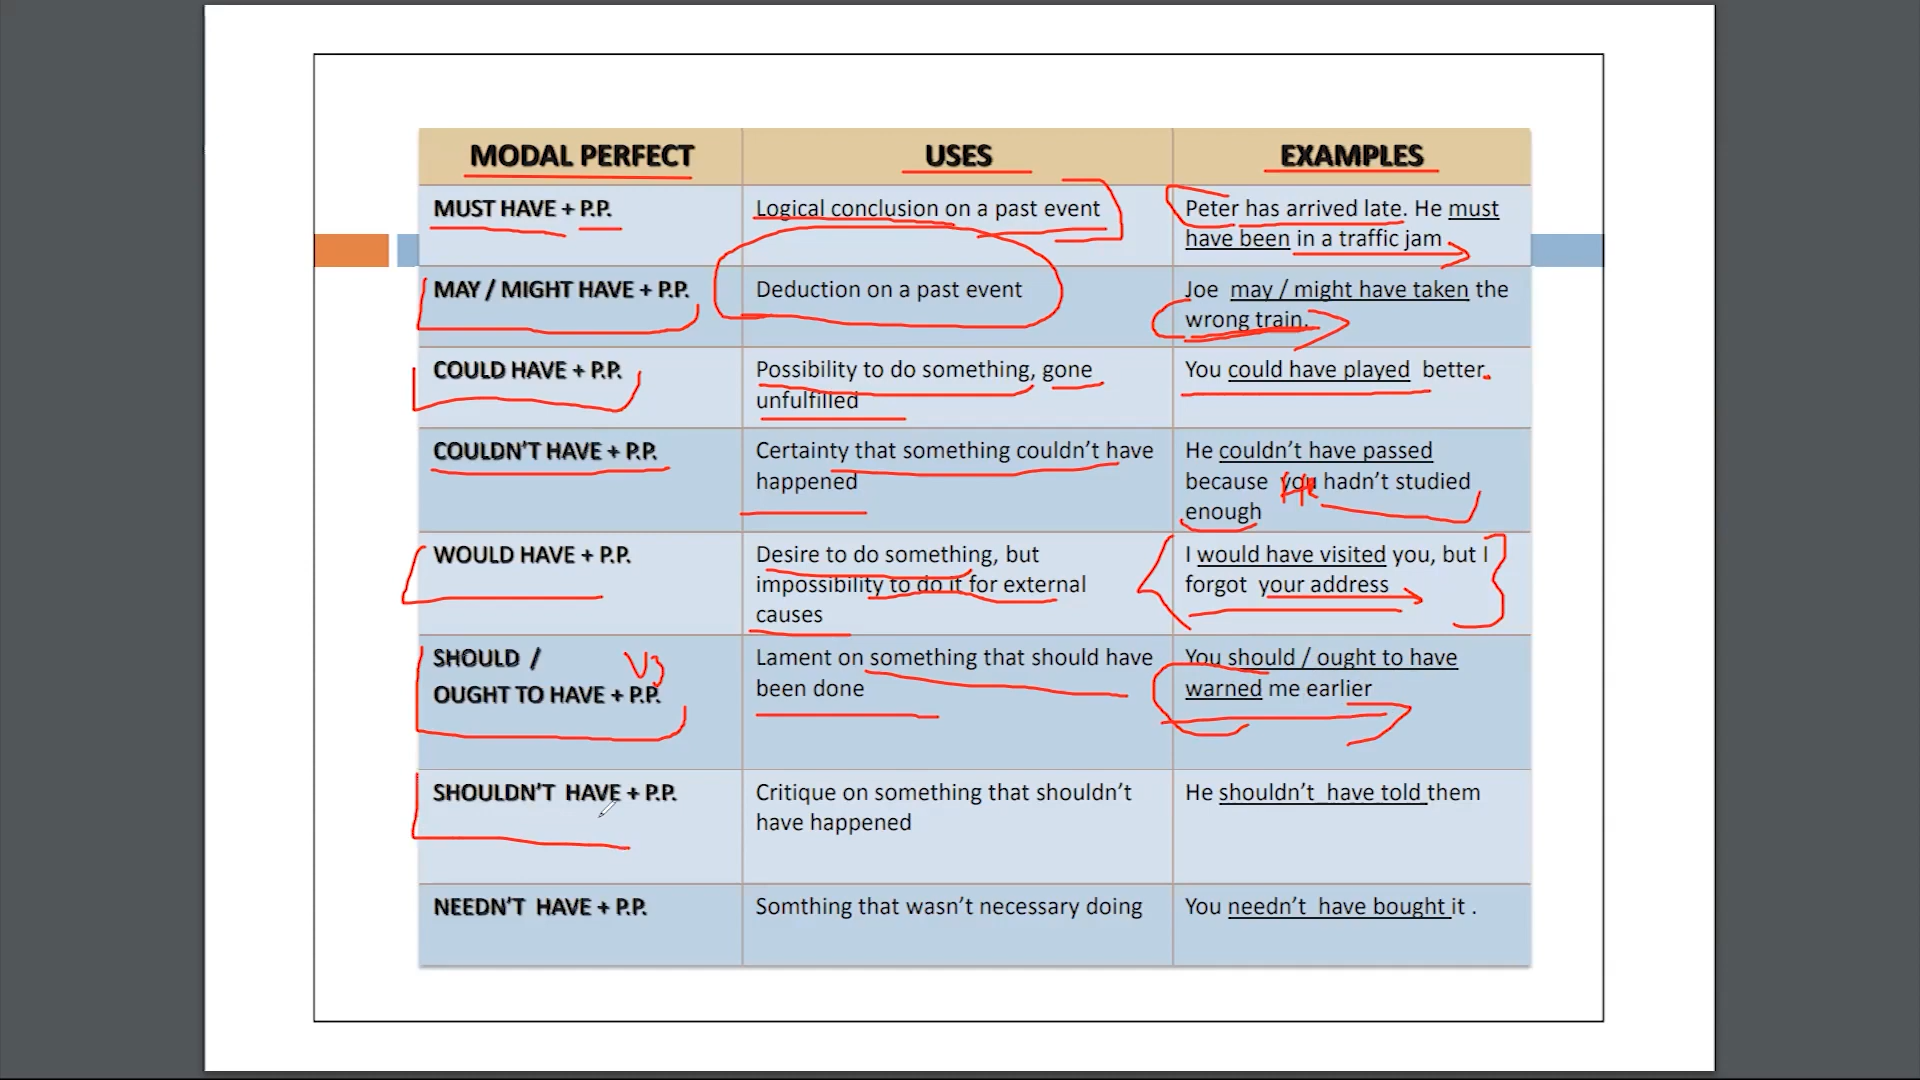 MODAL PERFECT
USES
EXAMPLES
MUST HAVE + P.P.
Logical conclusion on a past event
Peter has arrived late. He must
have been in a traffic jam
MAY / MIGHT HAVE + P.P.
Deduction on a past event
Joe may / might have taken the
wrong train.
COULD HAVE + P.P.
Possibility to do something, gone
unfulfilled
You could have played better.
COULDN'T HAVE + P.P.
Certainty that something couldn't have
happened
He couldn't have passed
because you hadn't studied
He
enough
WOULD HAVE + P.P.
Desire to do something, but
impossibility to do it for external
causes
I would have visited you, but I
forgot your address
SHOULD /
V3
OUGHT TO HAVE + P.P.
Lament on something that should have
been done
You should / ought to have
warned me earlier
SHOULDN'T HAVE + P.P.
Critique on something that shouldn't
have happened
He shouldn't have told them
NEEDN'T HAVE + P.P.
Somthing that wasn't necessary doing
You needn't have bought it .